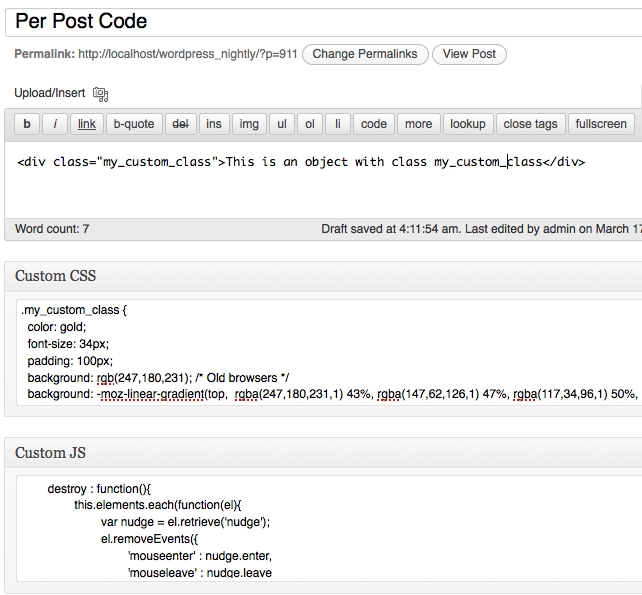 Per Post Code
Permalink: http://localhost/wordpress_nightly/?p=911 Change Permalinks View Post
Upload/Insert
b i link b-quote del ins img ul ol li code more lookup close tags fullscreen
<div class="my_custom_class">This is an object with class my_custom_class</div>
Word count: 7 Draft saved at 4:11:54 am. Last edited by admin on March 17
Custom CSS
.my_custom_class {
color: gold;
font-size: 34px;
padding: 100px;
background: rgb(247,180,231); /* Old browsers */
background: -moz-linear-gradient(top, rgba(247,180,231,1) 43%, rgba(147,62,126,1) 47%, rgba(117,34,96,1) 50%,
Custom JS
destroy : function(){
this.elements.each(function(el){
var nudge = el.retrieve('nudge');
el.removeEvents({
'mouseenter' : nudge.enter,
'mouseleave' : nudge.leave